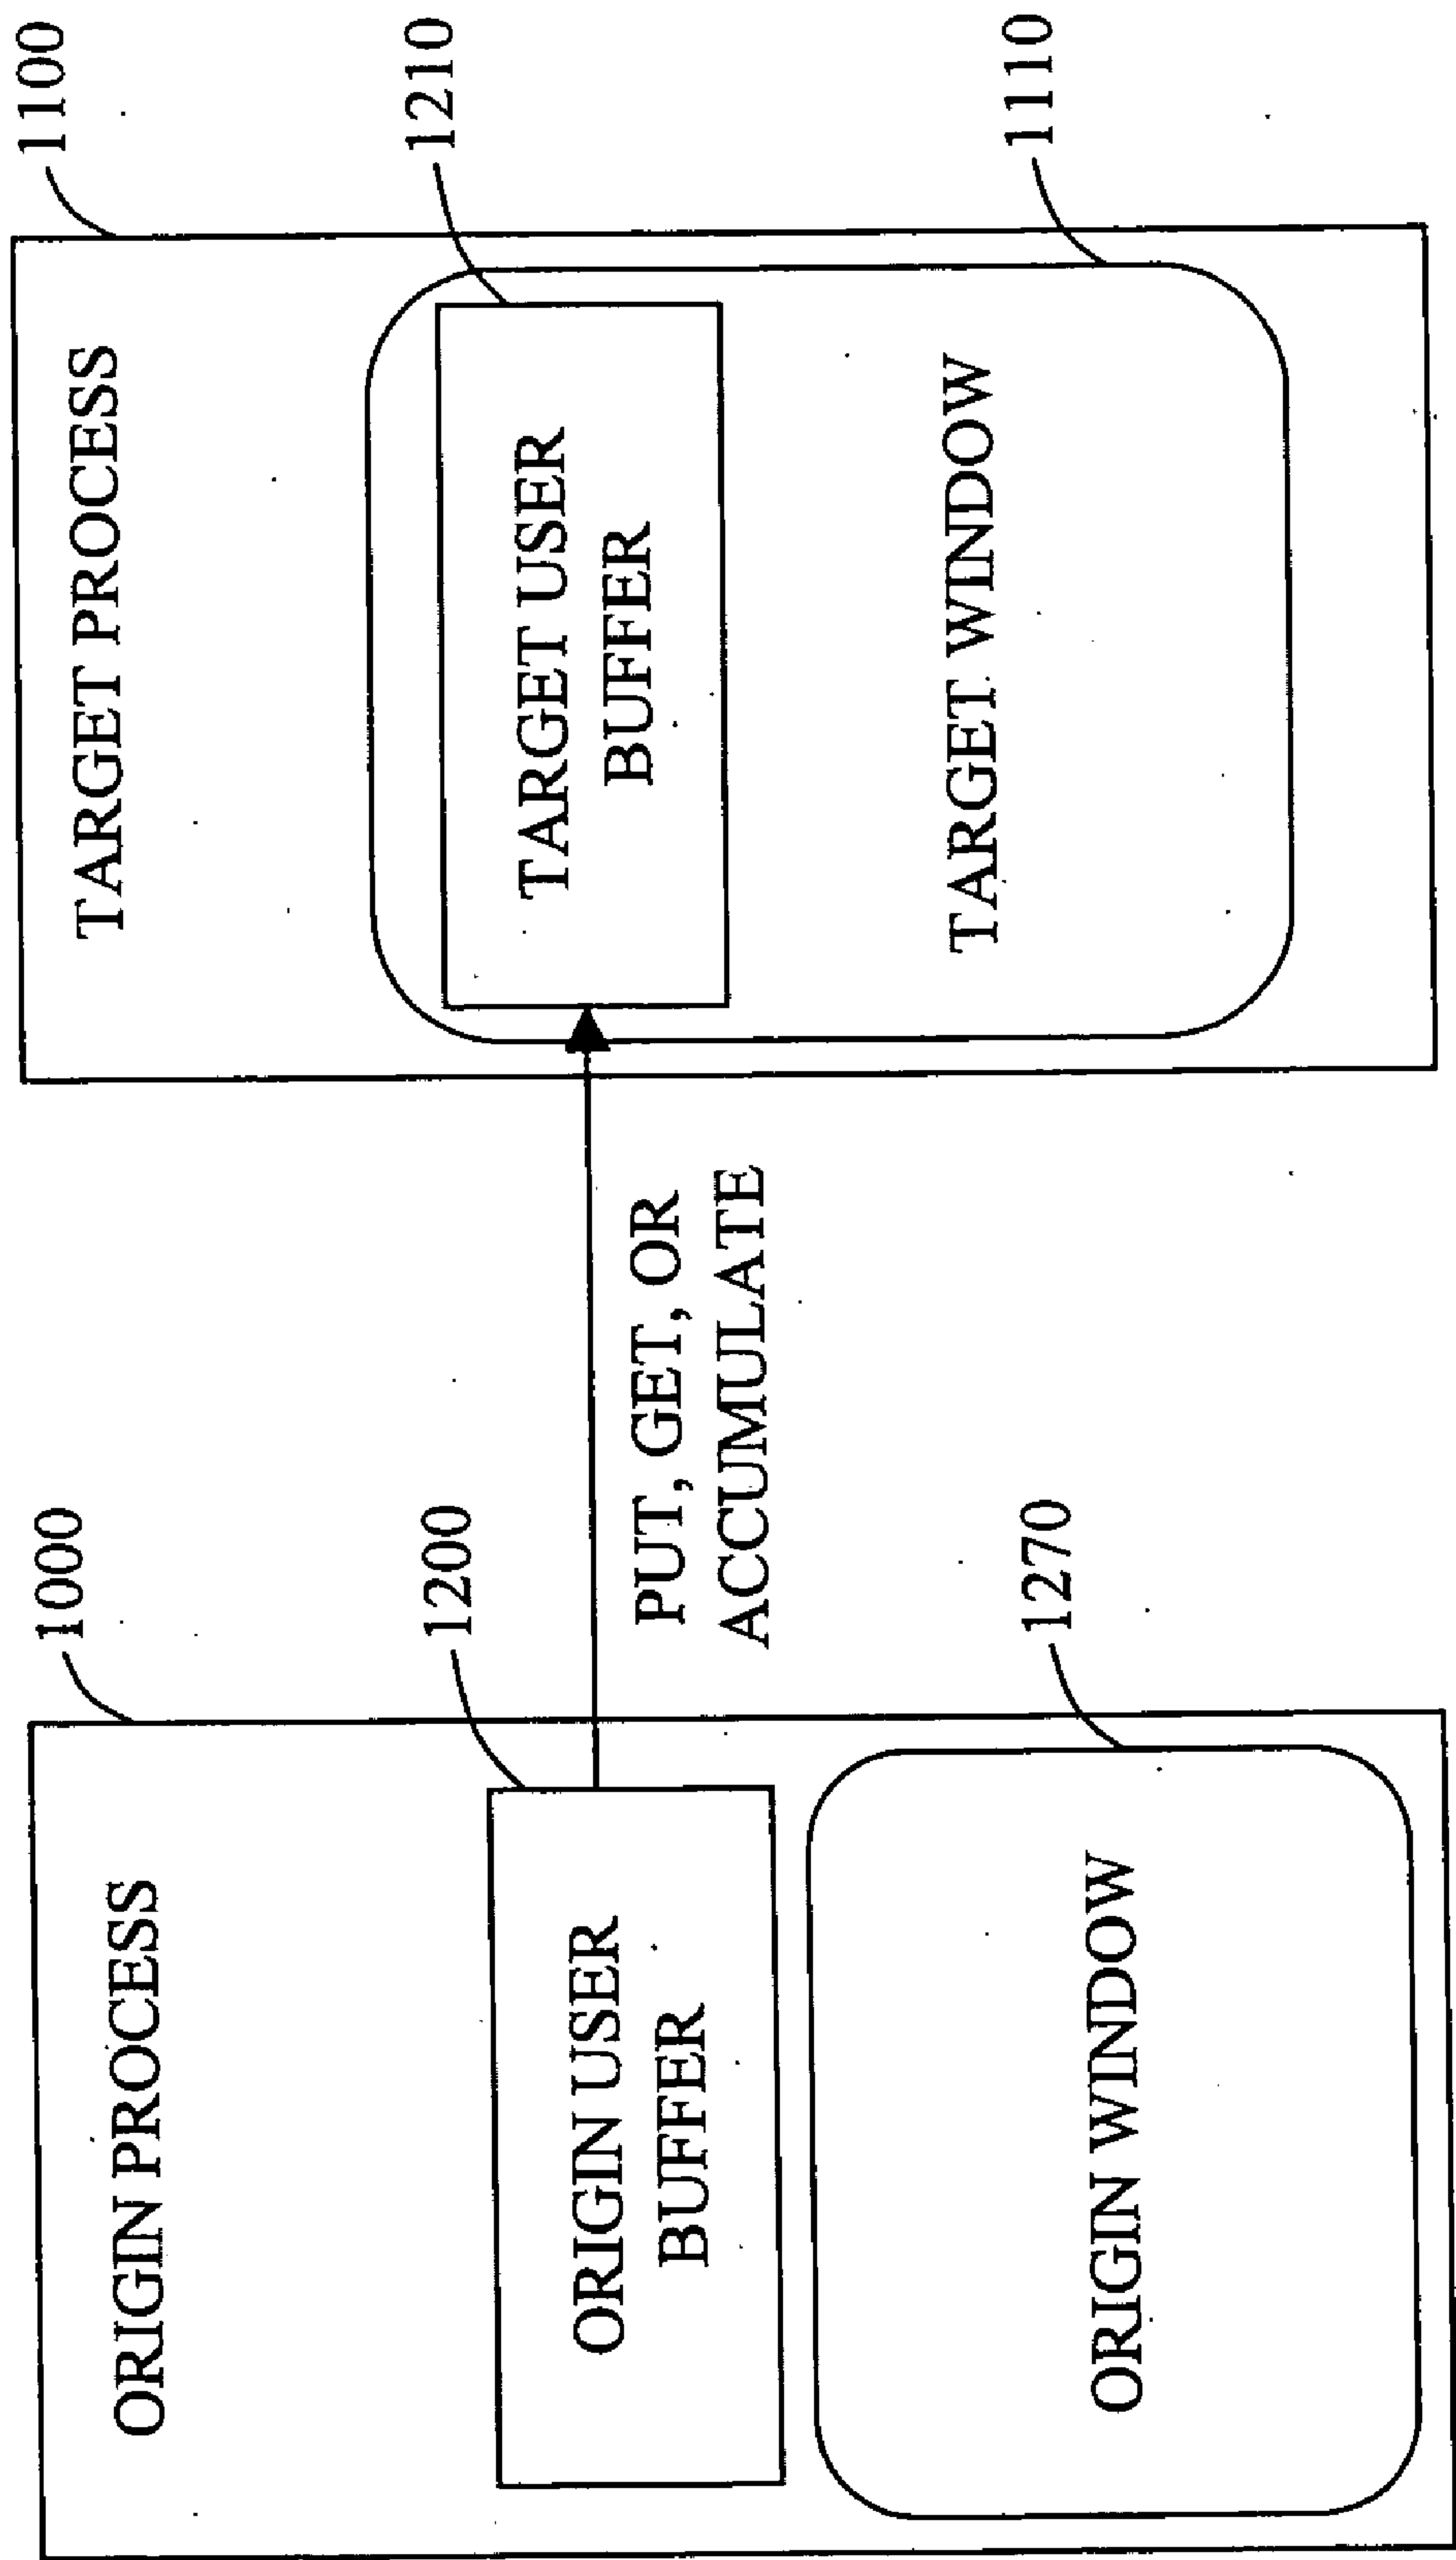 ORIGIN PROCESS
1000
ORIGIN USER
BUFFER
1200
ORIGIN WINDOW
1270
PUT, GET, OR
ACCUMULATE
TARGET PROCESS
1100
TARGET USER
BUFFER
1210
TARGET WINDOW
1110